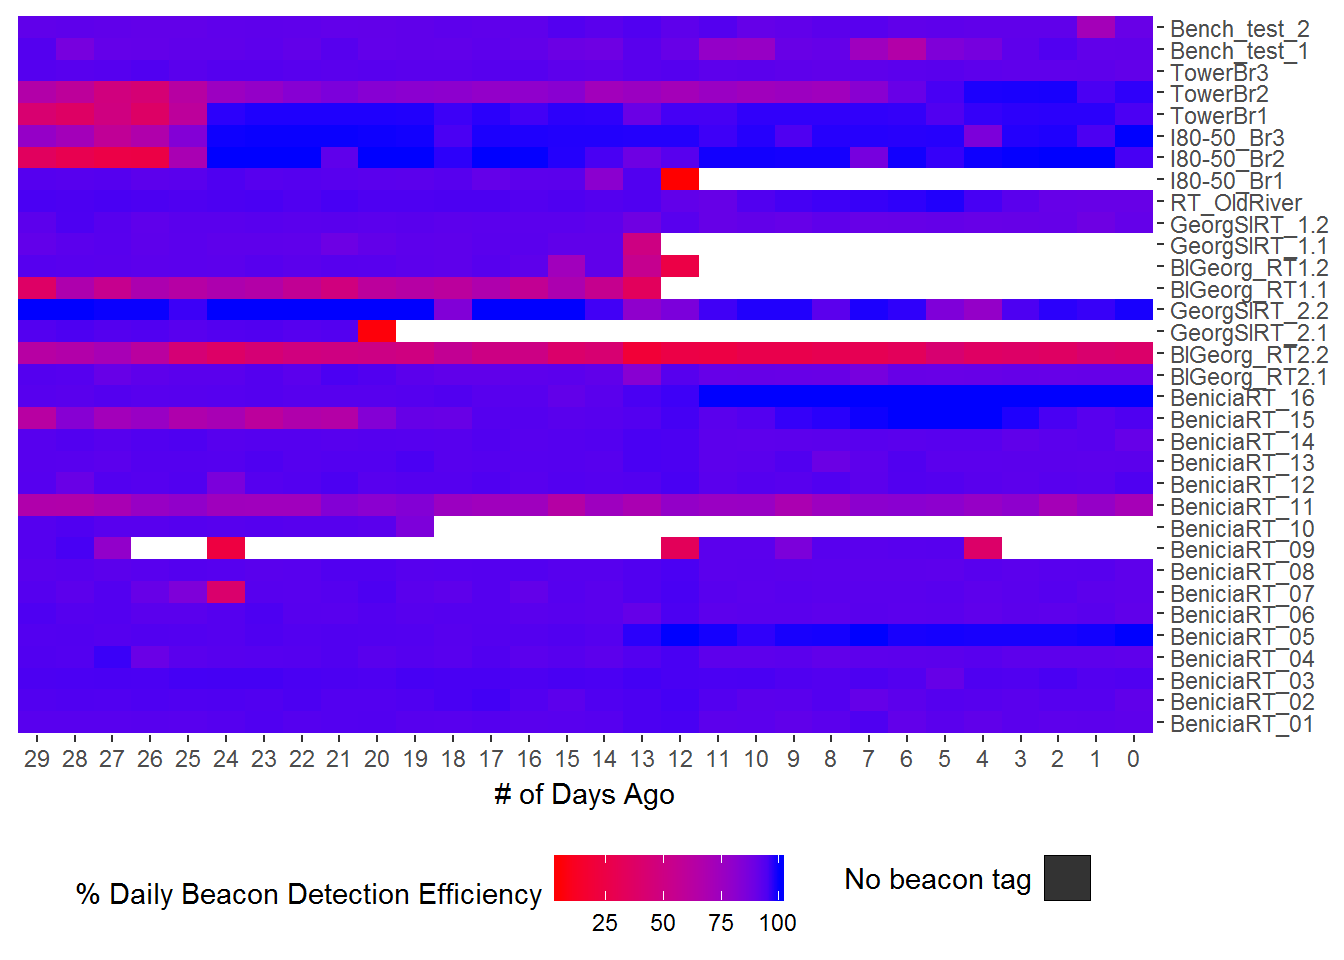 Bench_test_2
Bench_test_1
TowerBr3
TowerBr2
TowerBr1
I80-50_Br3
I80-50_Br2
I80-50_Br1
RT_OldRiver
GeorgSlRT_1.2
GeorgSlRT_1.1
BlGeorg_RT1.2
BlGeorg_RT1.1
GeorgSlRT_2.2
GeorgSlRT_2.1
BlGeorg_RT2.2
BlGeorg_RT2.1
BeniciaRT_16
BeniciaRT_15
BeniciaRT_14
BeniciaRT_13
BeniciaRT_12
BeniciaRT_11
BeniciaRT_10
BeniciaRT_09
BeniciaRT_08
BeniciaRT_07
BeniciaRT_06
BeniciaRT_05
BeniciaRT_04
BeniciaRT_03
BeniciaRT_02
BeniciaRT_01
29 28 27 26 25 24 23 22 21 20 19 18 17 16 15 14 13 12 11 10 9 8 7 6 5 4 3 2 1 0
# of Days Ago
% Daily Beacon Detection Efficiency
25 50 75 100
No beacon tag